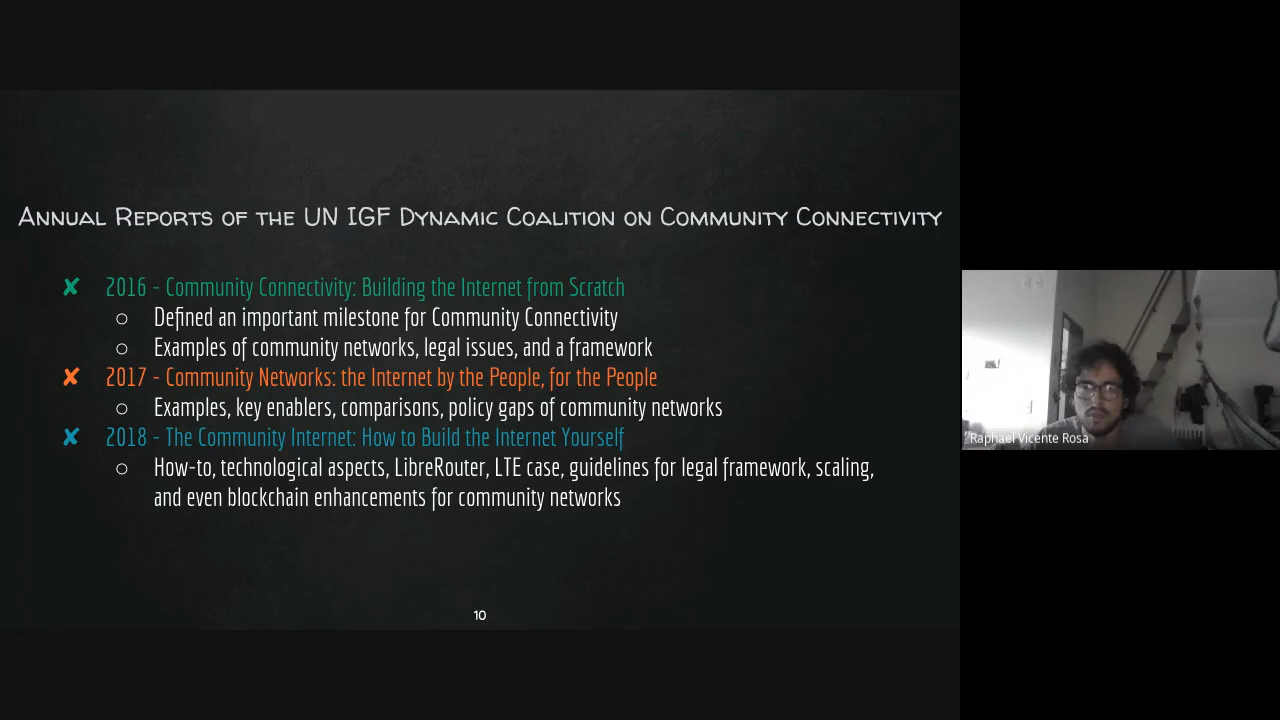 Annual Reports of the UN IGF Dynamic Coalition on Community Connectivity
✘ 2016 - Community Connectivity: Building the Internet from Scratch
○ Defined an important milestone for Community Connectivity
○ Examples of community networks, legal issues, and a framework
✘ 2017 - Community Networks: the Internet by the People, for the People
○ Examples, key enablers, comparisons, policy gaps of community networks
✘ 2018 - The Community Internet: How to Build the Internet Yourself
○ How-to, technological aspects, LibreRouter, LTE case, guidelines for legal framework, scaling,
and even blockchain enhancements for community networks
10
Raphael Vicente Rosa